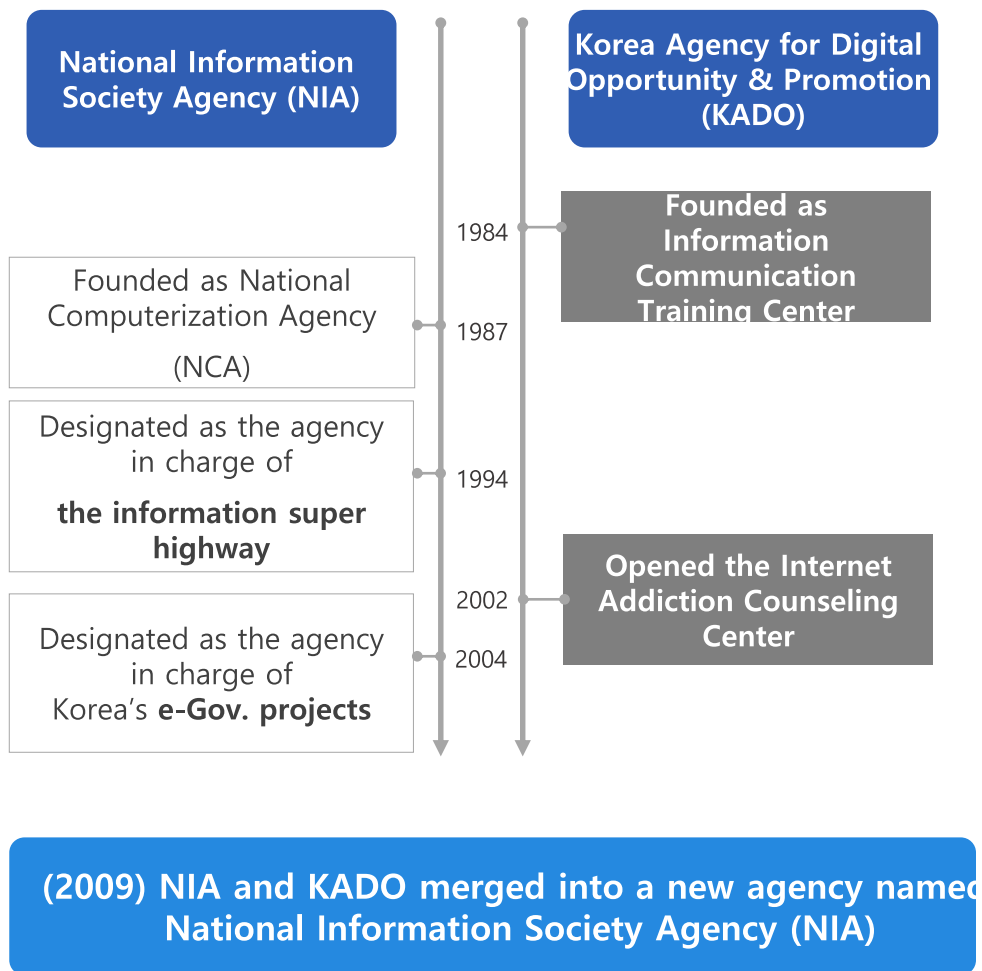 National Information
Society Agency (NIA)
Korea Agency for Digital
Opportunity & Promotion
(KADO)
1984
Founded as
Information
Communication
Training Center
Founded as National
Computerization Agency
(NCA)
1987
Designated as the agency
in charge of
the information super
highway
1994
2002
Opened the Internet
Addiction Counseling
Center
Designated as the agency
in charge of
Korea’s e-Gov. projects
2004
(2009) NIA and KADO merged into a new agency named
National Information Society Agency (NIA)